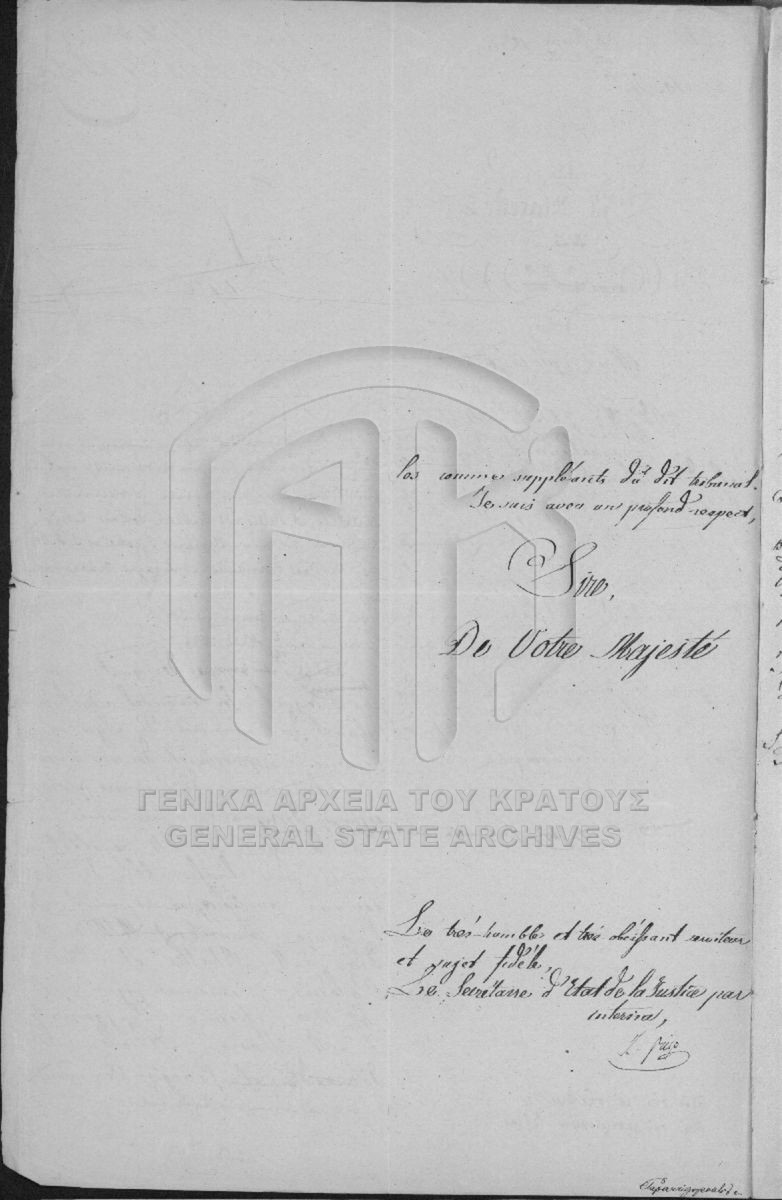 los comme suppléants du dit tribunal.
Je suis avec un profond respect,
Sire,
De Votre Majesté
ΓΕΝΙΚΑ ΑΡΧΕΙΑ ΤΟΥ ΚΡΑΤΟΥΣ
GENERAL STATE ARCHIVES
Le très-humble et très obéissant serviteur
et sujet fidèle,
Le Secrétaire d'Etat de la Justice par
interim,